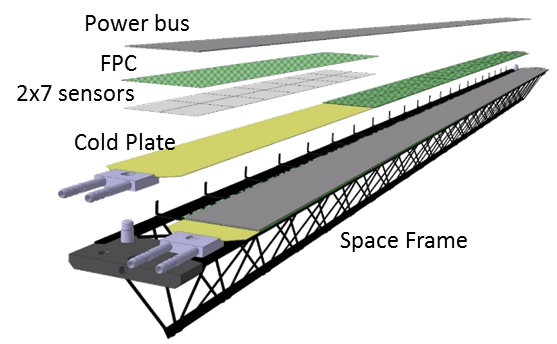 Power bus
FPC
2x7 sensors
Cold Plate
Space Frame